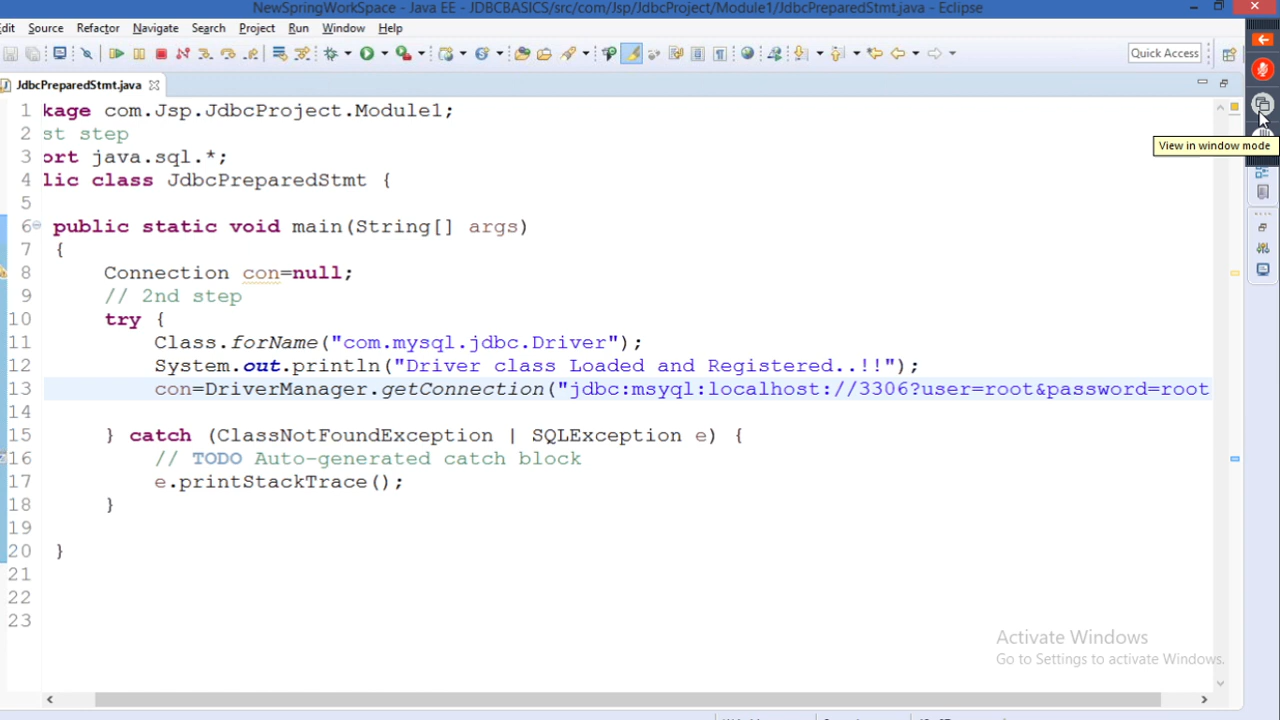 NewSpringWorkSpace - Java EE - JDBCBASICS/src/com/Jsp/JdbcProject/Module1/JdbcPreparedStmt.java - Eclipse
dit Source Refactor Navigate Search Project Run Window Help
Quick Access
JdbcPreparedStmt.java
1 kage com.Jsp.JdbcProject.Module1;
2 st step
3 ort java.sql.*;
4 lic class JdbcPreparedStmt {
5
6 public static void main(String[] args)
7 {
8 Connection con=null;
9 // 2nd step
10 try {
11 Class.forName("com.mysql.jdbc.Driver");
12 System.out.println("Driver class Loaded and Registered..!!");
13 con=DriverManager.getConnection("jdbc:msyql:localhost://3306?user=root&password=root
14
15 } catch (ClassNotFoundException | SQLException e) {
16 // TODO Auto-generated catch block
17 e.printStackTrace();
18 }
19
20 }
21
22
23
View in window mode
Activate Windows
Go to Settings to activate Windows.